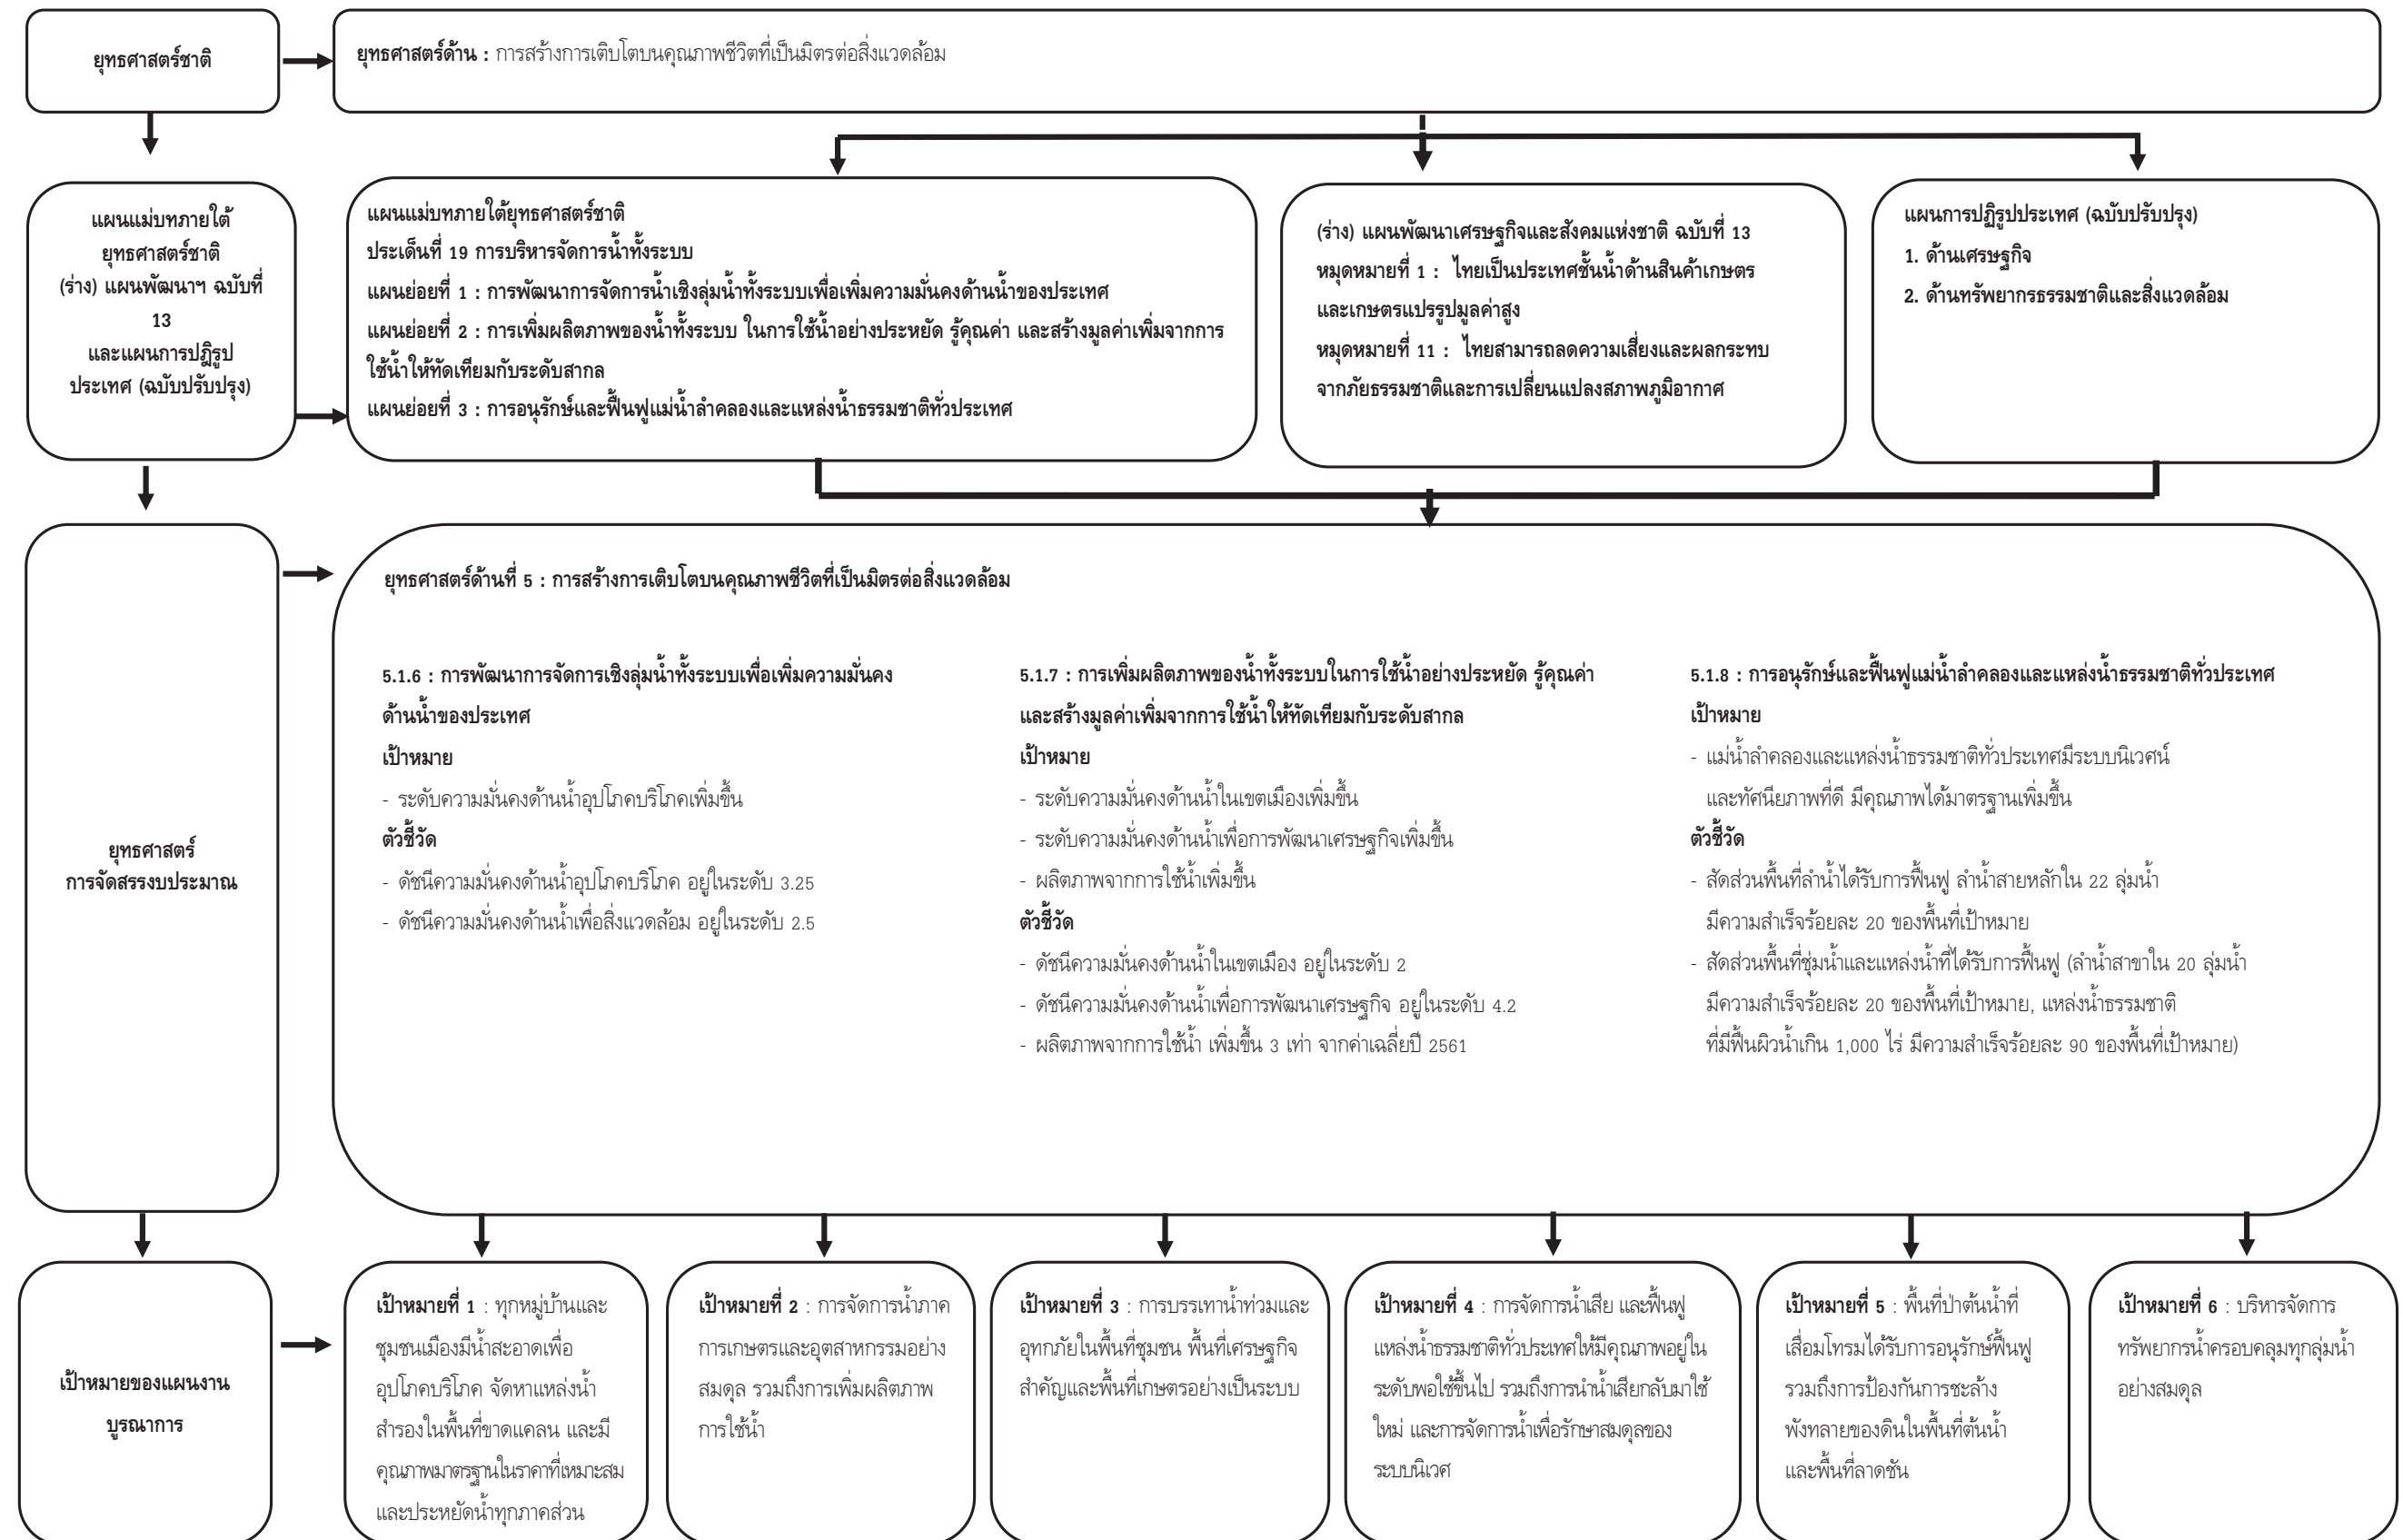 ยุทธศาสตร์ชาติ
ยุทธศาสตร์ด้าน : การสร้างการเติบโตบนคุณภาพชีวิตที่เป็นมิตรต่อสิ่งแวดล้อม
แผนแม่บทภายใต้
ยุทธศาสตร์ชาติ
(ร่าง) แผนพัฒนาฯ ฉบับที่
13
และแผนการปฎิรูป
ประเทศ (ฉบับปรับปรุง)
แผนแม่บทภายใต้ยุทธศาสตร์ชาติ
ประเด็นที่ 19 การบริหารจัดการน้ำทั้งระบบ
แผนย่อยที่ 1 : การพัฒนาการจัดการน้ำเชิงลุ่มน้ำทั้งระบบเพื่อเพิ่มความมั่นคงด้านน้ำของประเทศ
แผนย่อยที่ 2 : การเพิ่มผลิตภาพของน้ำทั้งระบบ ในการใช้น้ำอย่างประหยัด รู้คุณค่า และสร้างมูลค่าเพิ่มจากการ
ใช้น้ำให้ทัดเทียมกับระดับสากล
แผนย่อยที่ 3 : การอนุรักษ์และฟื้นฟูแม่น้ำลำคลองและแหล่งน้ำธรรมชาติทั่วประเทศ
(ร่าง) แผนพัฒนาเศรษฐกิจและสังคมแห่งชาติ ฉบับที่ 13
หมุดหมายที่ 1 : ไทยเป็นประเทศชั้นนำด้านสินค้าเกษตร
และเกษตรแปรรูปมูลค่าสูง
หมุดหมายที่ 11 : ไทยสามารถลดความเสี่ยงและผลกระทบ
จากภัยธรรมชาติและการเปลี่ยนแปลงสภาพภูมิอากาศ
แผนการปฏิรูปประเทศ (ฉบับปรับปรุง)
1. ด้านเศรษฐกิจ
2. ด้านทรัพยากรธรรมชาติและสิ่งแวดล้อม
ยุทธศาสตร์
การจัดสรรงบประมาณ
ยุทธศาสตร์ด้านที่ 5 : การสร้างการเติบโตบนคุณภาพชีวิตที่เป็นมิตรต่อสิ่งแวดล้อม
5.1.6 : การพัฒนาการจัดการเชิงลุ่มน้ำทั้งระบบเพื่อเพิ่มความมั่นคง
ด้านน้ำของประเทศ
เป้าหมาย
- ระดับความมั่นคงด้านน้ำอุปโภคบริโภคเพิ่มขึ้น
ตัวชี้วัด
- ดัชนีความมั่นคงด้านน้ำอุปโภคบริโภค อยู่ในระดับ 3.25
- ดัชนีความมั่นคงด้านน้ำเพื่อสิ่งแวดล้อม อยู่ในระดับ 2.5
5.1.7 : การเพิ่มผลิตภาพของน้ำทั้งระบบในการใช้น้ำอย่างประหยัด รู้คุณค่า
และสร้างมูลค่าเพิ่มจากการใช้น้ำให้ทัดเทียมกับระดับสากล
เป้าหมาย
- ระดับความมั่นคงด้านน้ำในเขตเมืองเพิ่มขึ้น
- ระดับความมั่นคงด้านน้ำเพื่อการพัฒนาเศรษฐกิจเพิ่มขึ้น
- ผลิตภาพจากการใช้น้ำเพิ่มขึ้น
ตัวชี้วัด
- ดัชนีความมั่นคงด้านน้ำในเขตเมือง อยู่ในระดับ 2
- ดัชนีความมั่นคงด้านน้ำเพื่อการพัฒนาเศรษฐกิจ อยู่ในระดับ 4.2
- ผลิตภาพจากการใช้น้ำ เพิ่มขึ้น 3 เท่า จากค่าเฉลี่ยปี 2561
5.1.8 : การอนุรักษ์และฟื้นฟูแม่น้ำลำคลองและแหล่งน้ำธรรมชาติทั่วประเทศ
เป้าหมาย
- แม่น้ำลำคลองและแหล่งน้ำธรรมชาติทั่วประเทศมีระบบนิเวศน์
และทัศนียภาพที่ดี มีคุณภาพได้มาตรฐานเพิ่มขึ้น
ตัวชี้วัด
- สัดส่วนพื้นที่ลำน้ำได้รับการฟื้นฟู ลำน้ำสายหลักใน 22 ลุ่มน้ำ
มีความสำเร็จร้อยละ 20 ของพื้นที่เป้าหมาย
- สัดส่วนพื้นที่ชุ่มน้ำและแหล่งน้ำที่ได้รับการฟื้นฟู (ลำน้ำสาขาใน 20 ลุ่มน้ำ
มีความสำเร็จร้อยละ 20 ของพื้นที่เป้าหมาย, แหล่งน้ำธรรมชาติ
ที่มีพื้นผิวน้ำเกิน 1,000 ไร่ มีความสำเร็จร้อยละ 90 ของพื้นที่เป้าหมาย)
เป้าหมายของแผนงาน
บูรณาการ
เป้าหมายที่ 1 : ทุกหมู่บ้านและ
ชุมชนเมืองมีน้ำสะอาดเพื่อ
อุปโภคบริโภค จัดหาแหล่งน้ำ
สำรองในพื้นที่ขาดแคลน และมี
คุณภาพมาตรฐานในราคาที่เหมาะสม
และประหยัดน้ำทุกภาคส่วน
เป้าหมายที่ 2 : การจัดการน้ำภาค
การเกษตรและอุตสาหกรรมอย่าง
สมดุล รวมถึงการเพิ่มผลิตภาพ
การใช้น้ำ
เป้าหมายที่ 3 : การบรรเทาน้ำท่วมและ
อุทกภัยในพื้นที่ชุมชน พื้นที่เศรษฐกิจ
สำคัญและพื้นที่เกษตรอย่างเป็นระบบ
เป้าหมายที่ 4 : การจัดการน้ำเสีย และฟื้นฟู
แหล่งน้ำธรรมชาติทั่วประเทศให้มีคุณภาพอยู่ใน
ระดับพอใช้ขึ้นไป รวมถึงการนำน้ำเสียกลับมาใช้
ใหม่ และการจัดการน้ำเพื่อรักษาสมดุลของ
ระบบนิเวศ
เป้าหมายที่ 5 : พื้นที่ป่าต้นน้ำที่
เสื่อมโทรมได้รับการอนุรักษ์ฟื้นฟู
รวมถึงการป้องกันการชะล้าง
พังทลายของดินในพื้นที่ต้นน้ำ
และพื้นที่ลาดชัน
เป้าหมายที่ 6 : บริหารจัดการ
ทรัพยากรน้ำครอบคลุมทุกลุ่มน้ำ
อย่างสมดุล